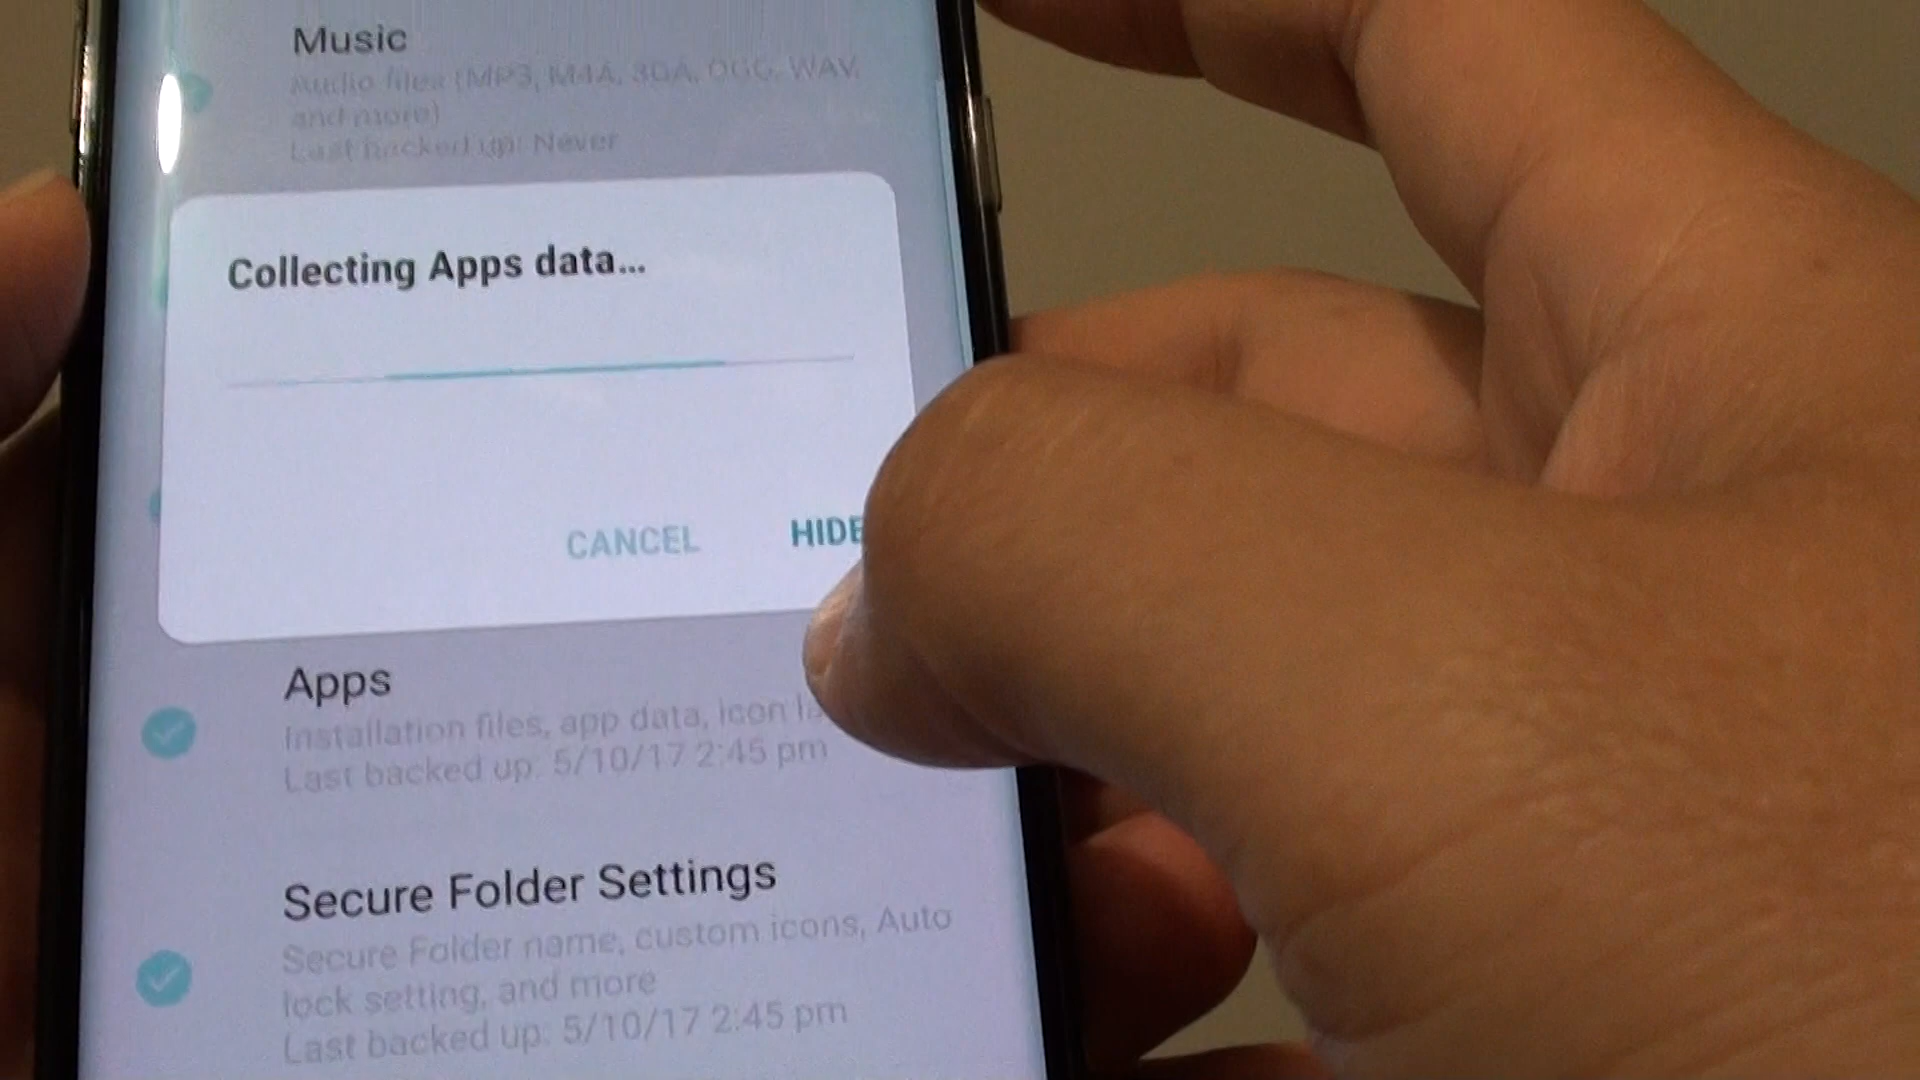 Music
Audio files (MP3, M4A, 3GA, OGG, WAV,
and more)
Last backed up: Never
Collecting Apps data...
CANCEL
HIDE
Apps
Installation files, app data, icon
Last backed up: 5/10/17 2:45 pm
Secure Folder Settings
Secure Folder name, custom icons, Auto
lock setting, and more
Last backed up: 5/10/17 2:45 pm